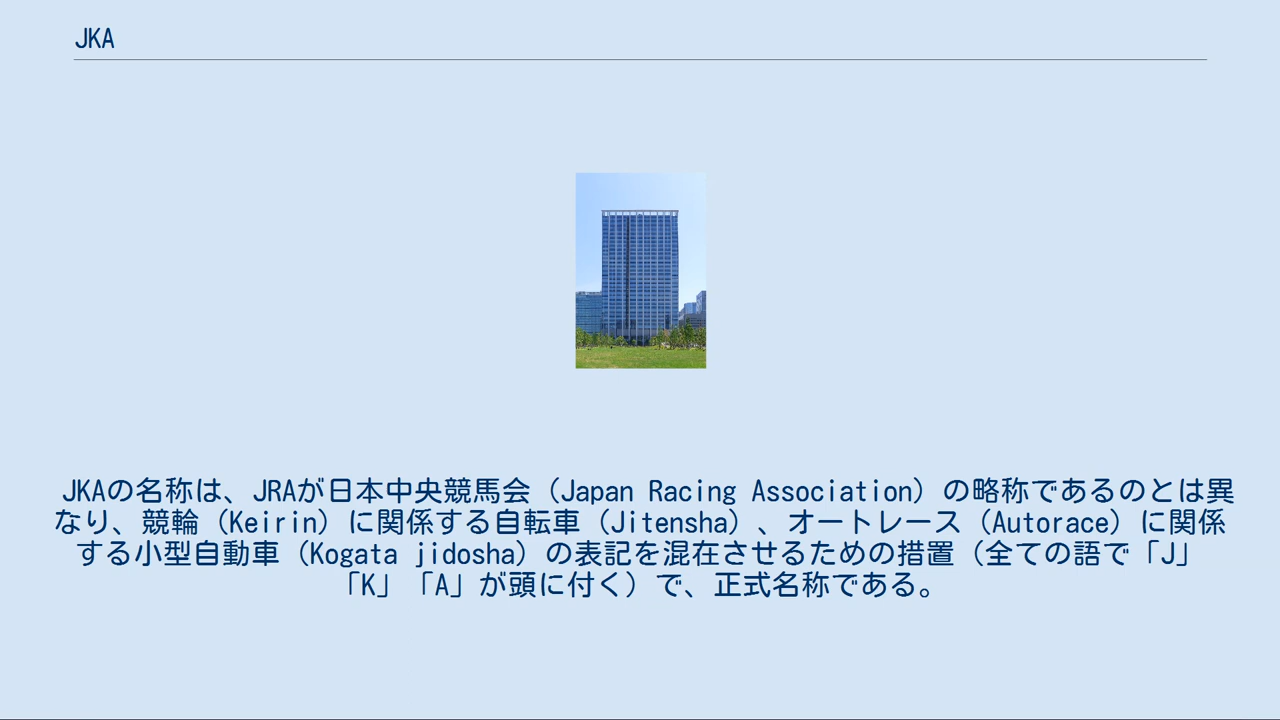 JKA
JKAの名称は、JRAが日本中央競馬会（Japan Racing Association）の略称であるのとは異
なり、競輪（Keirin）に関係する自転車（Jitensha）、オートレース（Autorace）に関係
する小型自動車（Kogata jidosha）の表記を混在させるための措置（全ての語で「J」
「K」「A」が頭に付く）で、正式名称である。